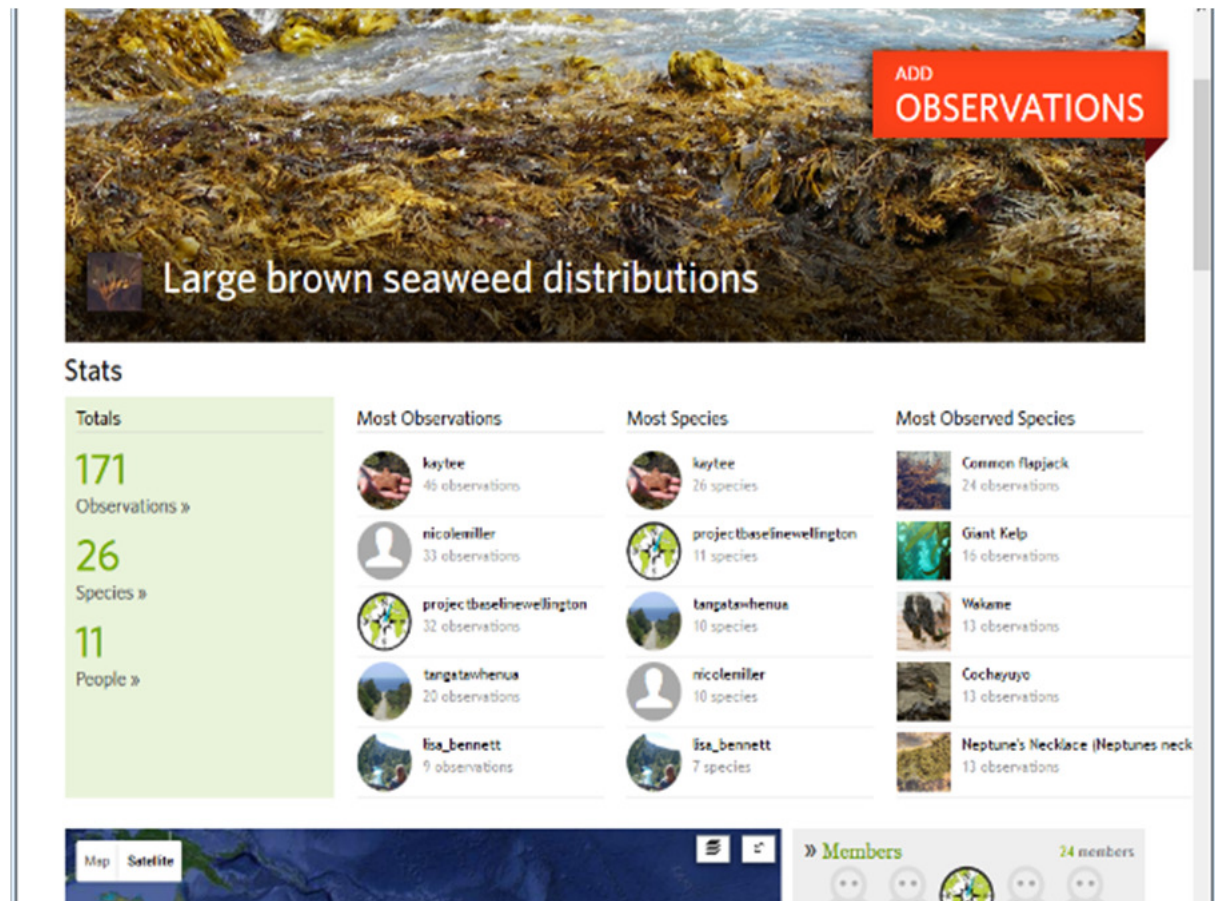 ADD
OBSERVATIONS
Large brown seaweed distributions
Stats
Totals
171
Observations »
26
Species »
11
People »
Most Observations
kaytee
46 observations
nicolemiller
33 observations
projectbaselinewellington
32 observations
tangatawhenua
20 observations
lisa_bennett
9 observations
Most Species
kaytee
26 species
projectbaselinewellington
11 species
tangatawhenua
10 species
nicolemiller
10 species
lisa_bennett
7 species
Most Observed Species
Common flapjack
24 observations
Giant Kelp
16 observations
Wakame
13 observations
Cochayuyo
13 observations
Neptune's Necklace (Neptunes neck
13 observations
Map Satellite
» Members
24 members